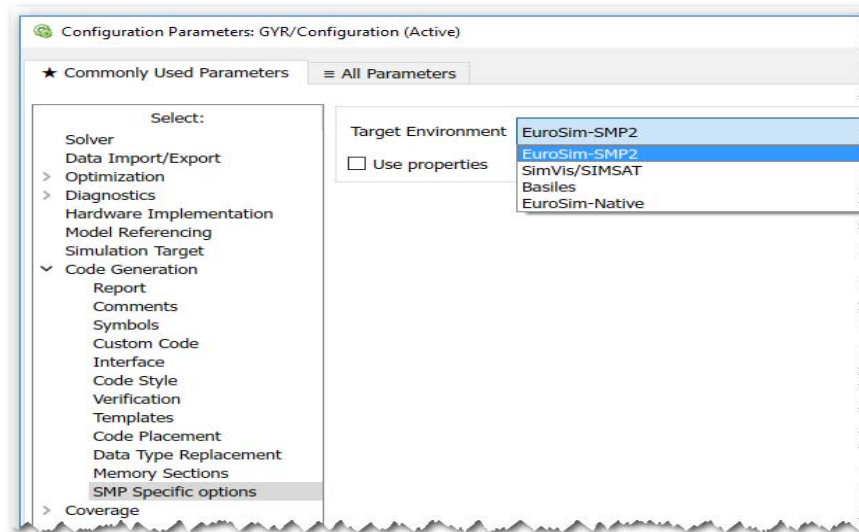 Configuration Parameters: GYR/Configuration (Active)
★ Commonly Used Parameters
≡ All Parameters
Select:
Solver
Data Import/Export
> Optimization
> Diagnostics
Hardware Implementation
Model Referencing
Simulation Target
Code Generation
Report
Comments
Symbols
Custom Code
Interface
Code Style
Verification
Templates
Code Placement
Data Type Replacement
Memory Sections
SMP Specific options
> Coverage
Target Environment
EuroSim-SMP2
EuroSim-SMP2
SimVis/SIMSAT
Basiles
EuroSim-Native
Use properties